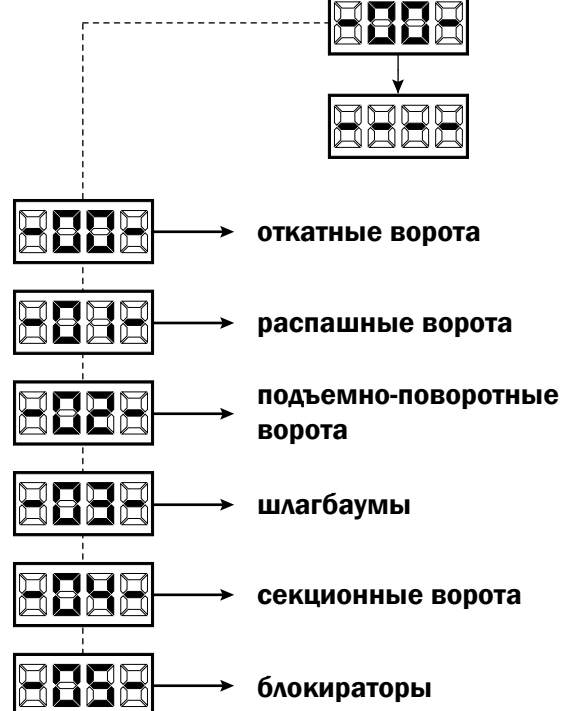 -00-
----
-00- откатные ворота
-01- распашные ворота
-02- подъемно-поворотные
ворота
-03- шлагбаумы
-04- секционные ворота
-05- блокираторы